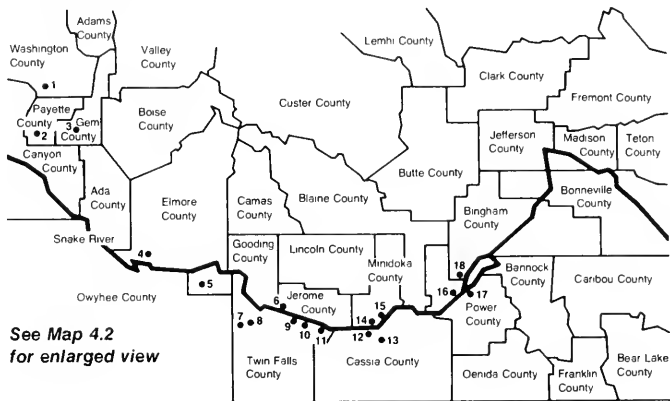 Adams
County
Washington
County
Valley
County
Lemhi County
Clark County
Fremont County
1
Payette
County
2
3
Gem
County
Boise
County
Custer County
Jefferson
County
Madison
County
Teton
County
Canyon
County
Ada
County
Elmore
County
Camas
County
Blaine County
Butte County
Bingham
County
Bonneville
County
Snake River
4
Gooding
County
Lincoln County
Minidoka
County
18
Bannock
County
Caribou County
Owyhee County
5
6
Jerome
County
15
14
16
17
Power
County
7
8
9
10
11
12
13
See Map 4.2
for enlarged view
Twin Falls
County
Cassia County
Oenida County
Franklin
County
Bear Lake
County